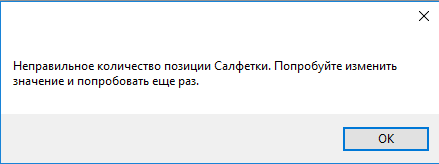 Неправильное количество позиции Салфетки. Попробуйте изменить
значение и попробовать еще раз.
OK